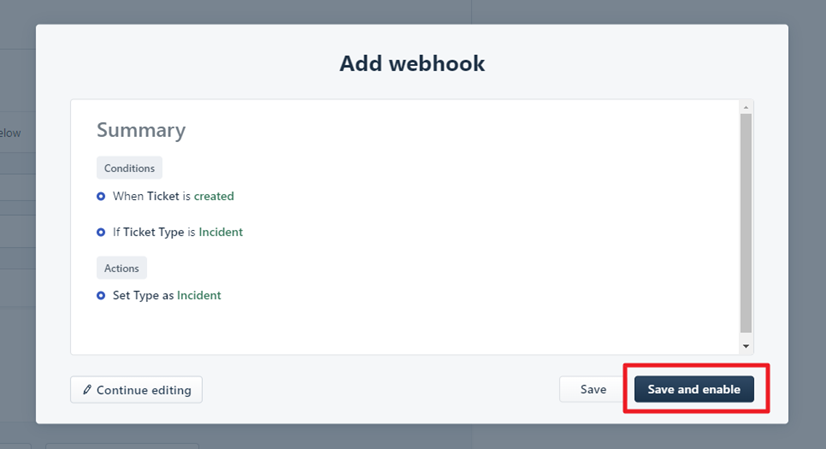 Add webhook
elow
Summary
Conditions
When Ticket is created
If Ticket Type is Incident
Actions
Set Type as Incident
Continue editing
Save
Save and enable